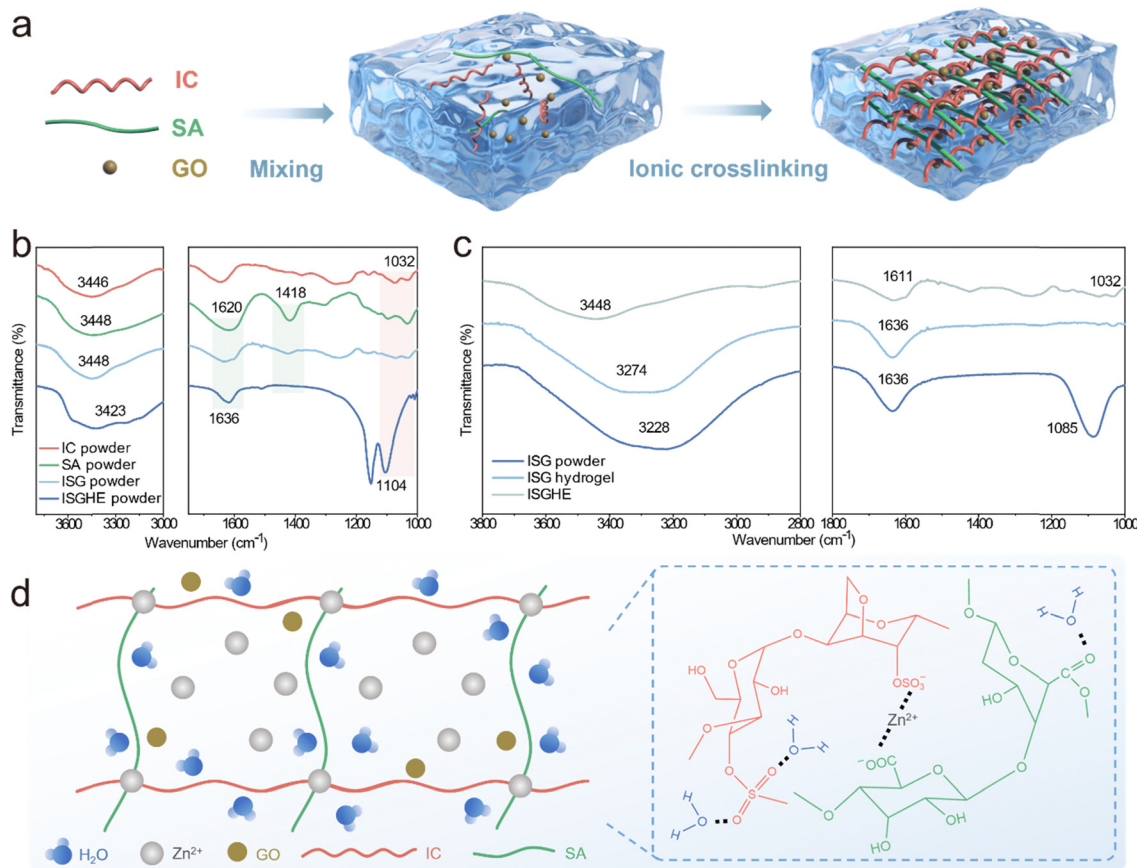 a
IC
SA
GO
Mixing
Ionic crosslinking
b
Transmittance (%)
3446
3448
3448
3423
1620
1418
1032
1636
1104
IC powder
SA powder
ISG powder
ISGHE powder
3600 3300 3000
1600 1400 1200 1000
Wavenumber (cm⁻¹)
c
Transmittance (%)
3448
3274
3228
1611
1032
1636
1636
1085
ISG powder
ISG hydrogel
ISGHE
3800 3600 3400 3200 3000 2800
1800 1600 1400 1200 1000
Wavenumber (cm⁻¹)
d
H₂O
Zn²⁺
GO
IC
SA
HO
OH
O
O
O
O
O
O
S
O
O
OSO₃⁻
Zn²⁺
⁻OOC
O
O
HO
OH
O
O
HO
O
C
O
O
H
O
H
H
O
H
H
O
H